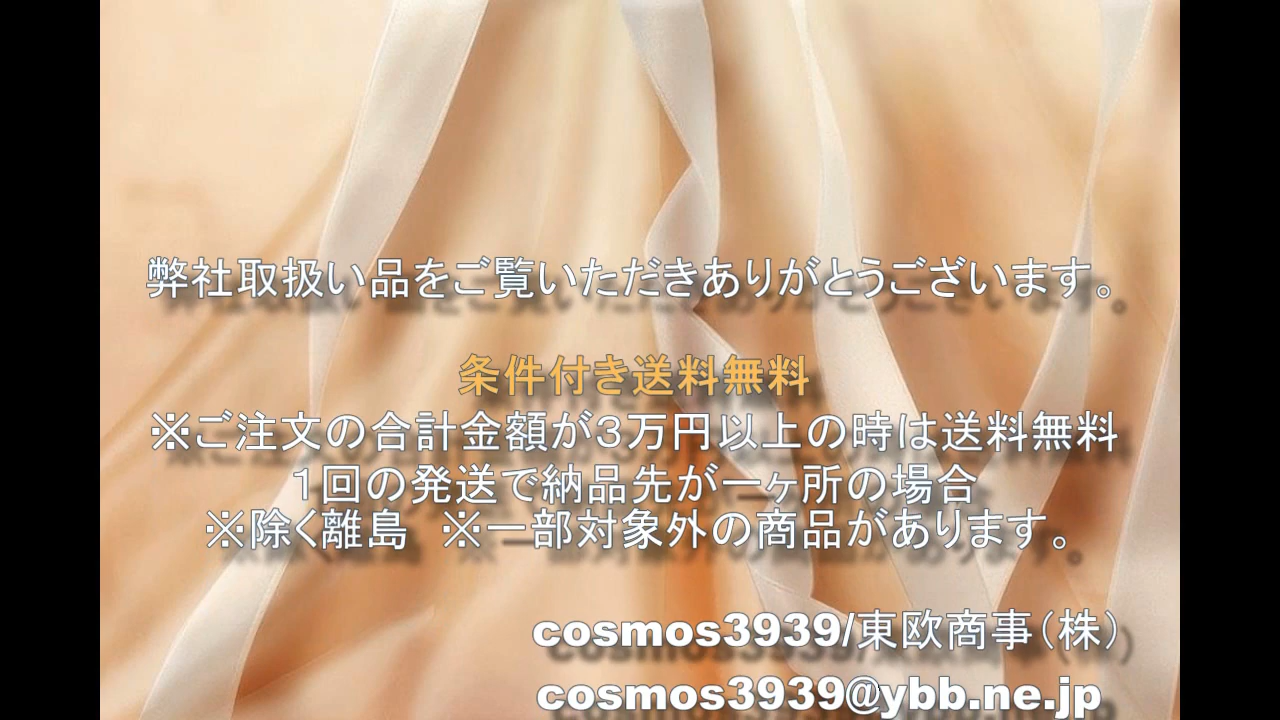 弊社取扱い品をご覧いただきありがとうございます。
条件付き送料無料
※ご注文の合計金額が３万円以上の時は送料無料
１回の発送で納品先が一ヶ所の場合
※除く離島　※一部対象外の商品があります。
cosmos3939/東欧商事（株）
cosmos3939@ybb.ne.jp